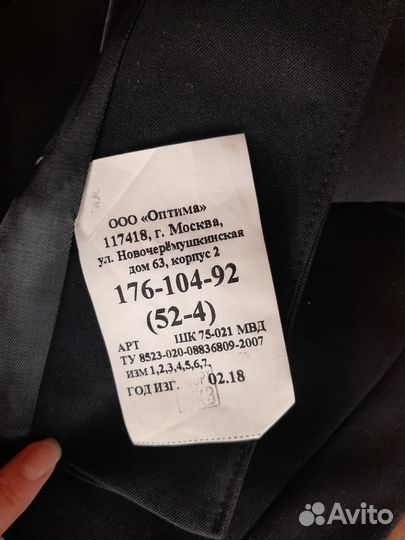 ООО «Оптима»
117418, г. Москва,
ул. Новочерёмушкинская
дом 63, корпус 2
176-104-92
(52-4)
АРТ ШК 75-021 МВД
ТУ 8523-020-08836809-2007
ИЗМ 1,2,3,4,5,6,7,
ГОД ИЗГ. 02.18
Avito